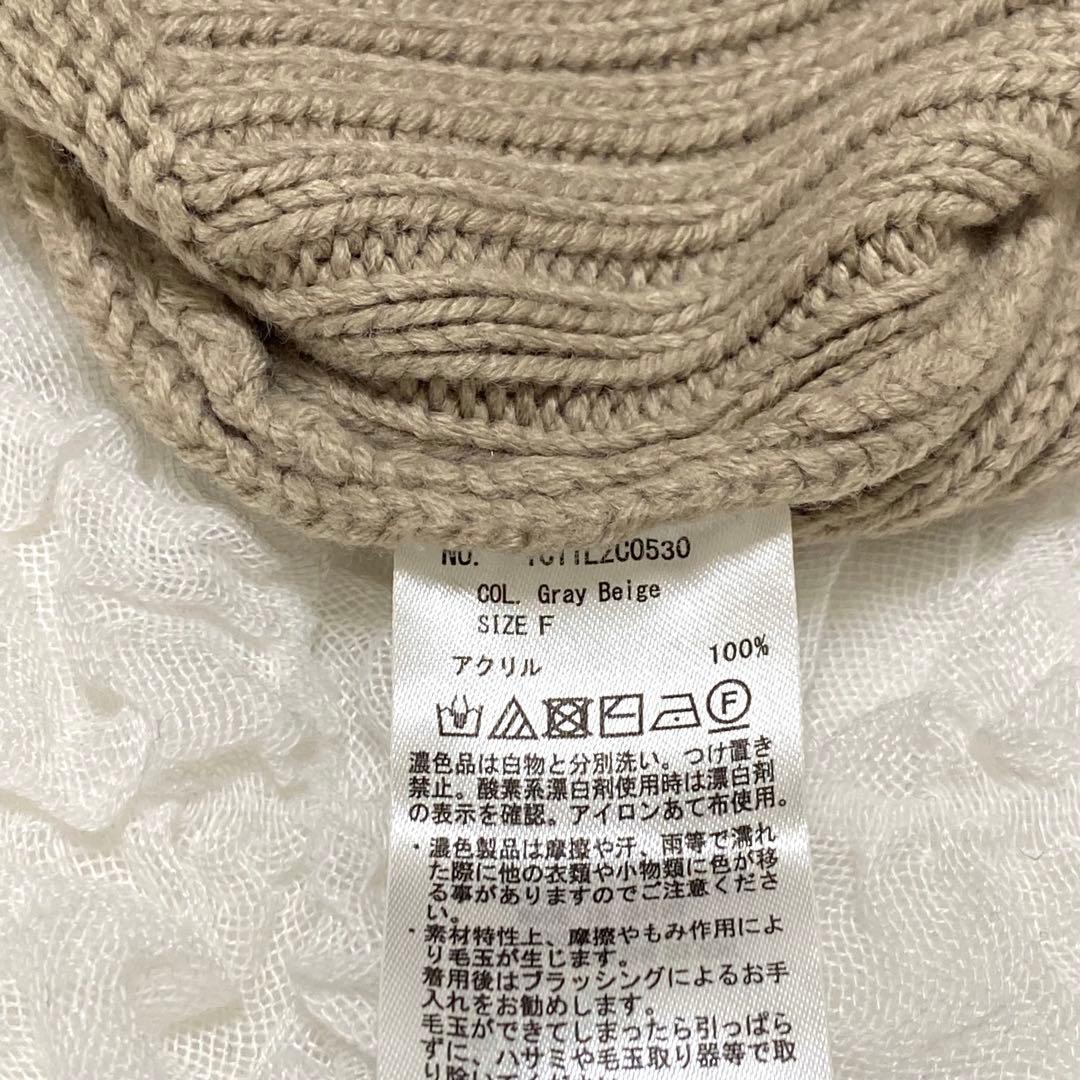 NO. 1C11L2C0530
COL. Gray Beige
SIZE F
アクリル 100%
F
濃色品は白物と分別洗い。つけ置き
禁止。酸素系漂白剤使用時は漂白剤
の表示を確認。アイロンあて布使用。
・濃色製品は摩擦や汗、雨等で濡れ
た際に他の衣類や小物類に色が移
る事がありますのでご注意くださ
い。
・素材特性上、摩擦やもみ作用によ
り毛玉が生じます。
着用後はブラッシングによるお手
入れをお勧めします。
毛玉ができてしまったら引っぱら
ずに、ハサミや毛玉取り器等で取
り除いて